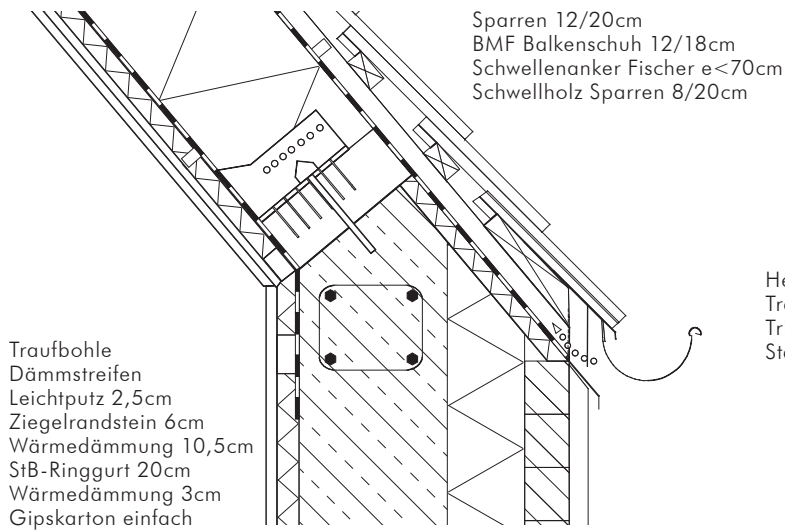 Sparren 12/20cm
BMF Balkenschuh 12/18cm
Schwellenanker Fischer e<70cm
Schwellholz Sparren 8/20cm
Traufbohle
Dämmstreifen
Leichtputz 2,5cm
Ziegelrandstein 6cm
Wärmedämmung 10,5cm
StB-Ringgurt 20cm
Wärmedämmung 3cm
Gipskarton einfach